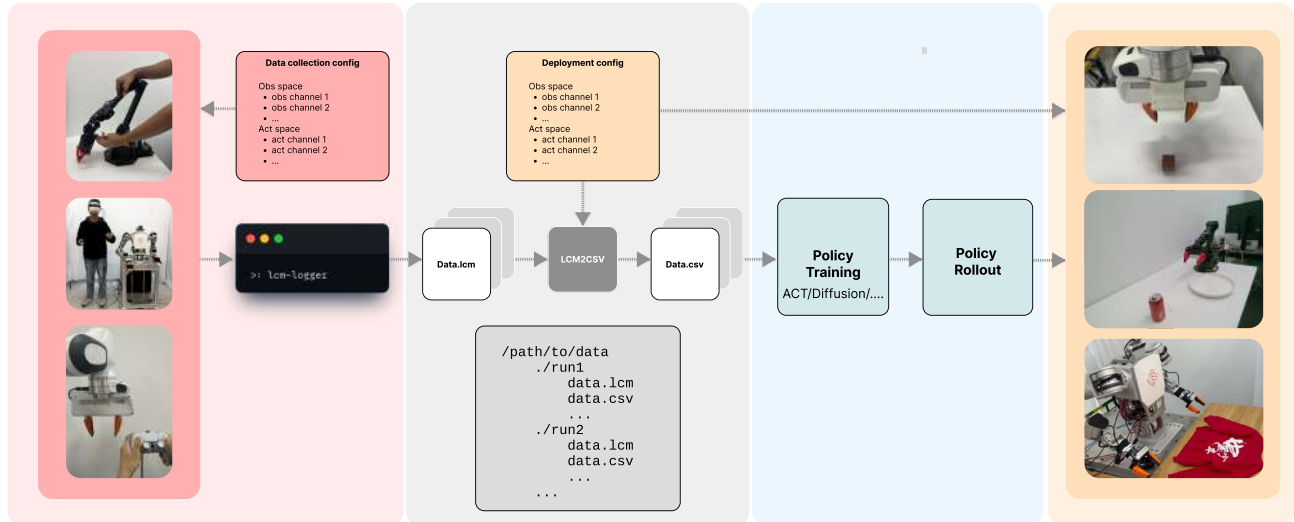 Data collection config
Obs space
• obs channel 1
• obs channel 2
• ...
Act space
• act channel 1
• act channel 2
• ...
Deployment config
Obs space
• obs channel 1
• obs channel 2
• ...
Act space
• act channel 1
• act channel 2
• ...
>: lcm-logger
Data.lcm
LCM2CSV
Data.csv
Policy
Training
ACT/Diffusion/....
Policy
Rollout
/path/to/data
./run1
data.lcm
data.csv
...
./run2
data.lcm
data.csv
...
...